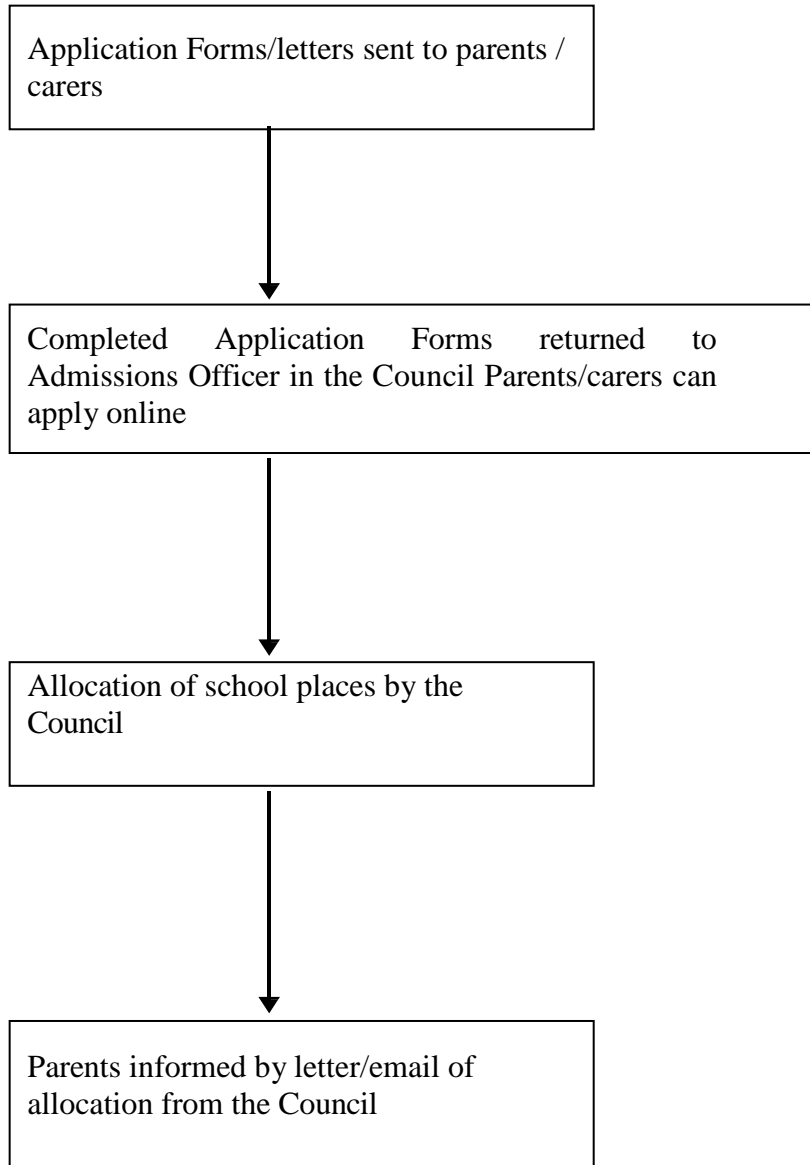 Application Forms/letters sent to parents /
carers
Completed Application Forms returned to
Admissions Officer in the Council Parents/carers can
apply online
Allocation of school places by the
Council
Parents informed by letter/email of
allocation from the Council